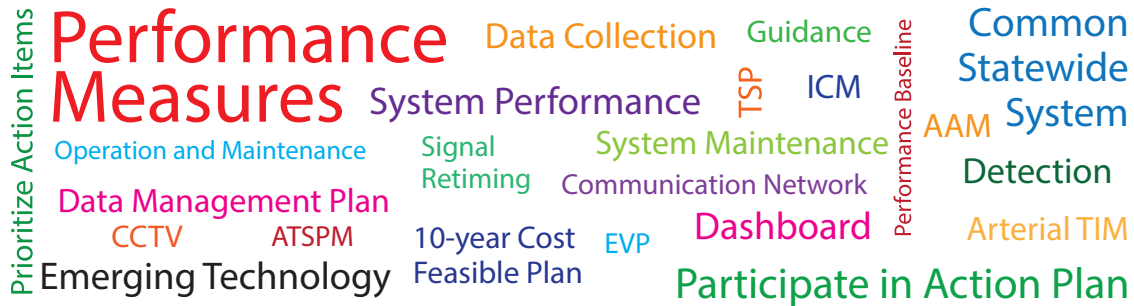 Prioritize Action Items
Performance
Measures
Data Collection
Guidance
Common
Statewide
System
System Performance
TSP
ICM
Performance Baseline
AAM
Operation and Maintenance
Signal
Retiming
System Maintenance
Detection
Data Management Plan
Communication Network
CCTV
ATSPM
10-year Cost
Feasible Plan
EVP
Dashboard
Arterial TIM
Emerging Technology
Participate in Action Plan